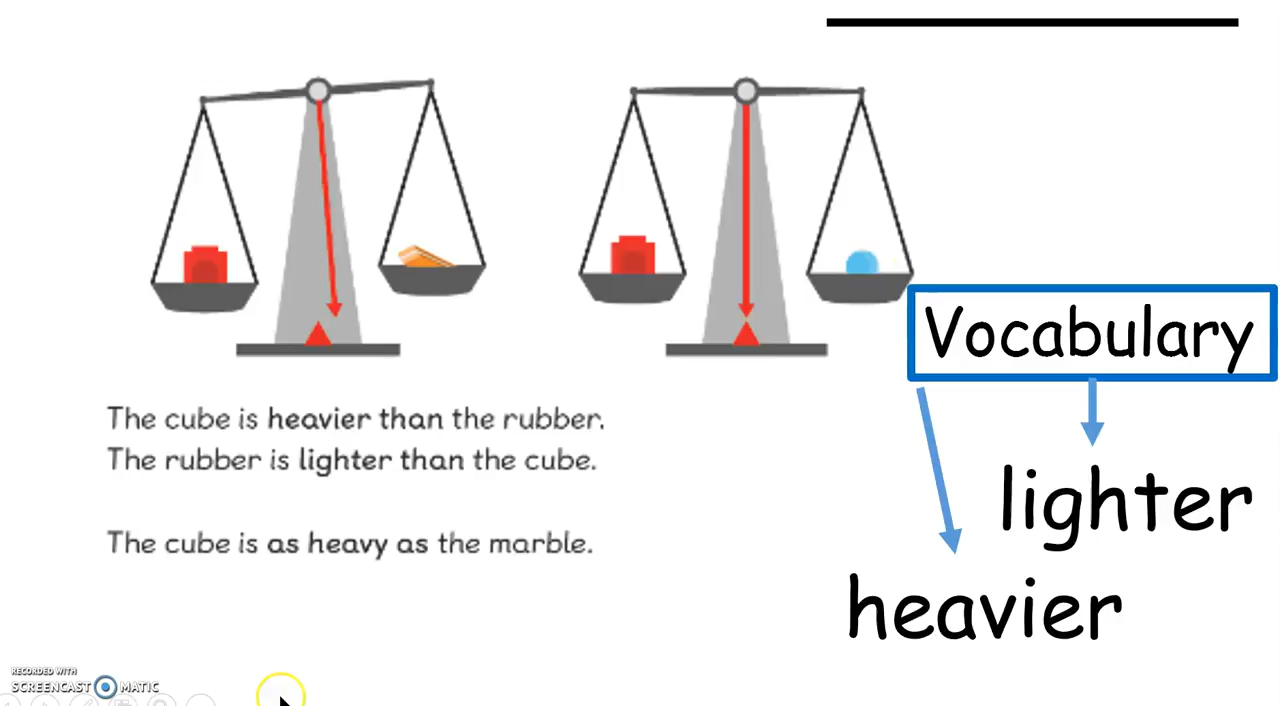 Vocabulary
The cube is heavier than the rubber.
The rubber is lighter than the cube.
lighter
The cube is as heavy as the marble.
heavier
RECORDED WITH
SCREENCAST MATIC